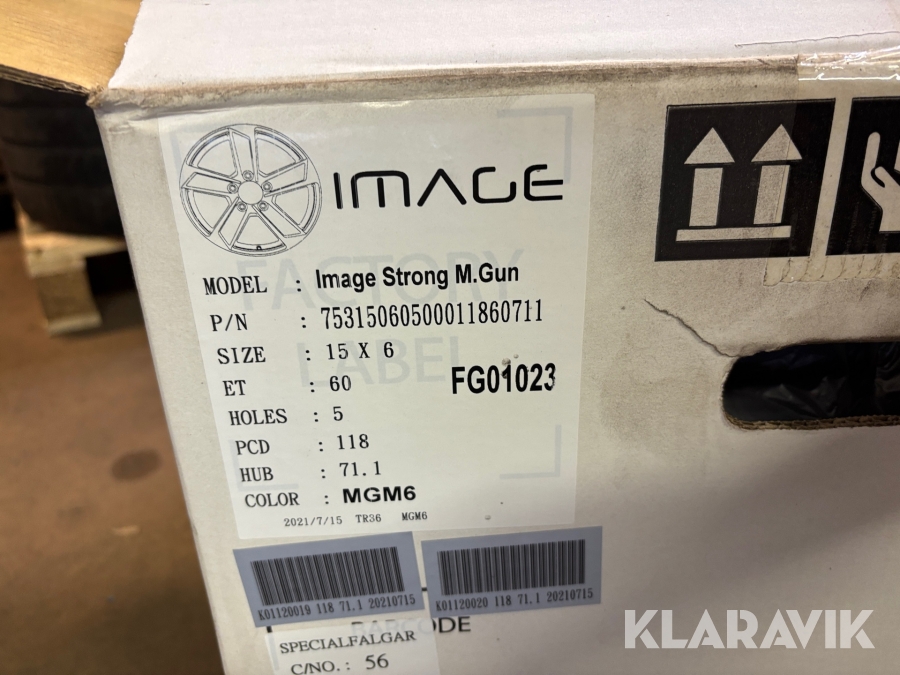 IMAGE
FACTORY
LABEL
MODEL : Image Strong M.Gun
P/N : 75315060500011860711
SIZE : 15 X 6
ET : 60
FG01023
HOLES : 5
PCD : 118
HUB : 71.1
COLOR : MGM6
2021/7/15 TR36 MGM6
K01120019 118 71.1 20210715
K01120020 118 71.1 20210715
BARCODE
SPECIALFALGAR
C/NO.: 56
KLARAVIK